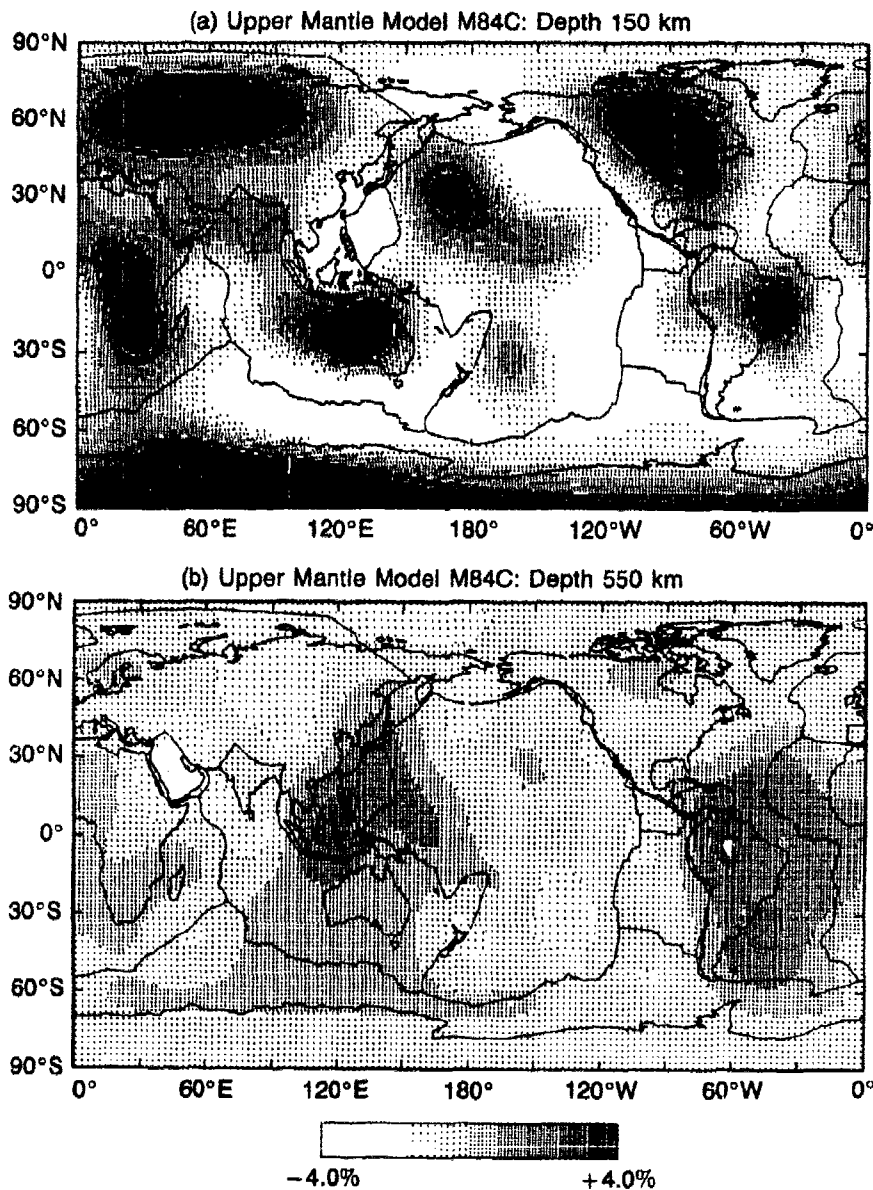 (a) Upper Mantle Model M84C: Depth 150 km
90°N
60°N
30°N
0°
30°S
60°S
90°S
0° 60°E 120°E 180° 120°W 60°W 0°
(b) Upper Mantle Model M84C: Depth 550 km
90°N
60°N
30°N
0°
30°S
60°S
90°S
0° 60°E 120°E 180° 120°W 60°W 0°
−4.0% +4.0%